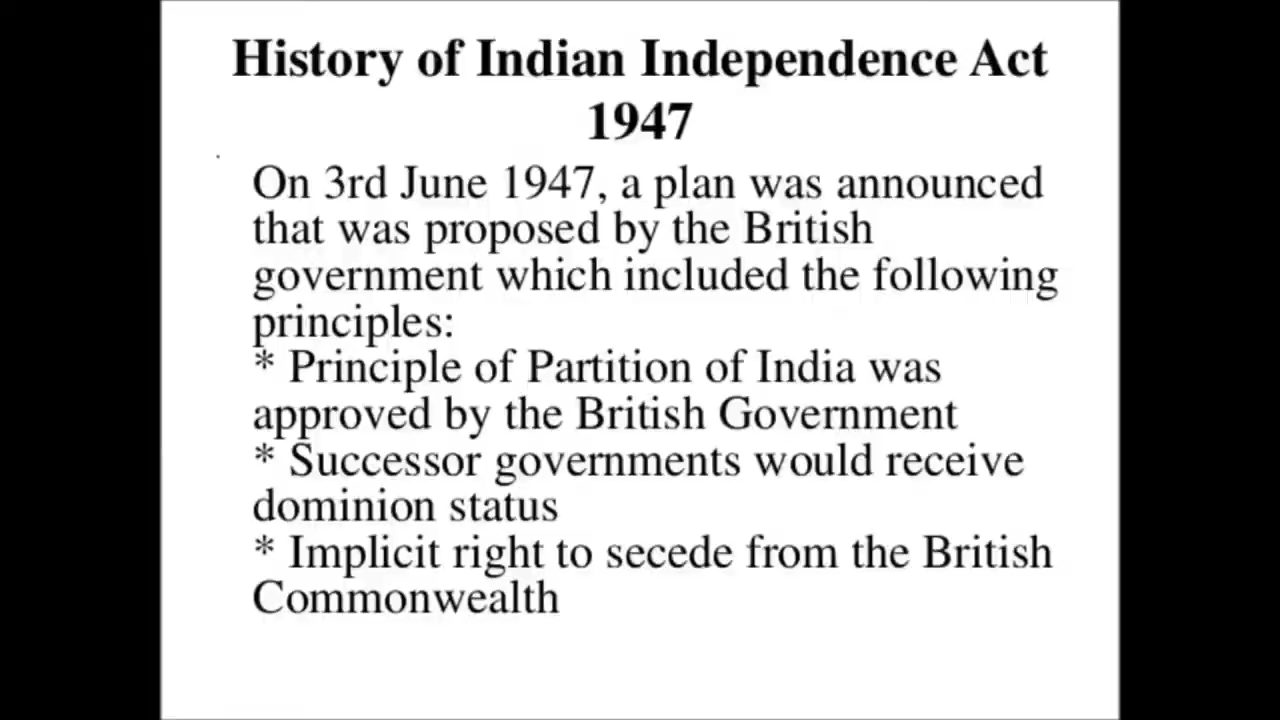 History of Indian Independence Act
1947
On 3rd June 1947, a plan was announced
that was proposed by the British
government which included the following
principles:
* Principle of Partition of India was
approved by the British Government
* Successor governments would receive
dominion status
* Implicit right to secede from the British
Commonwealth